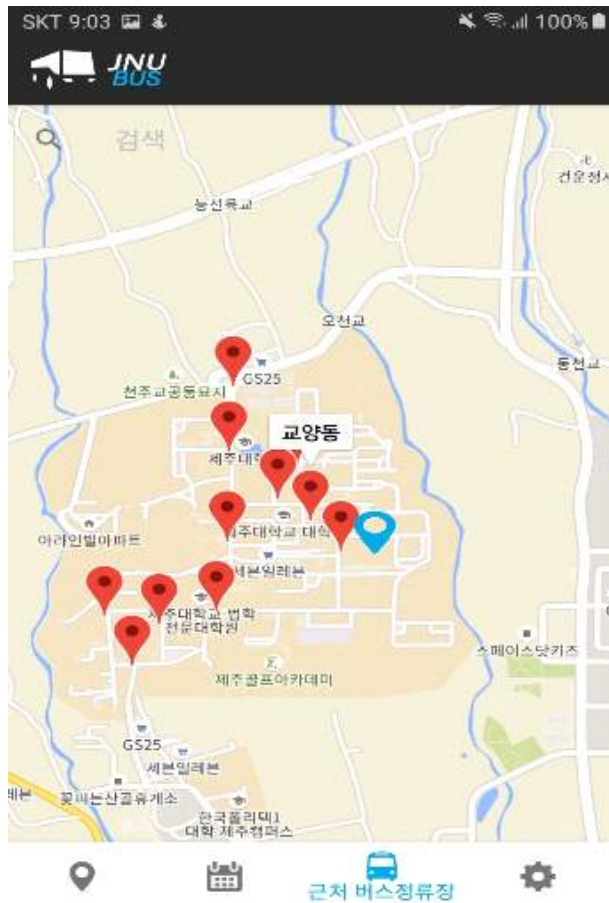 SKT 9:03
100%
JNU
BUS
검색
건운정사
능선육교
오천교
동천교
GS25
천주교공동묘지
교양동
제주대학
아라인빌아파트
제주대학교 대학
세븐일레븐
제주대학교 법학
전문대학원
스페이스닷키즈
제주골프아카데미
GS25
세븐일레븐
레븐
꽃피는산골휴게소
한국폴리텍1
대학 제주캠퍼스
근처 버스정류장